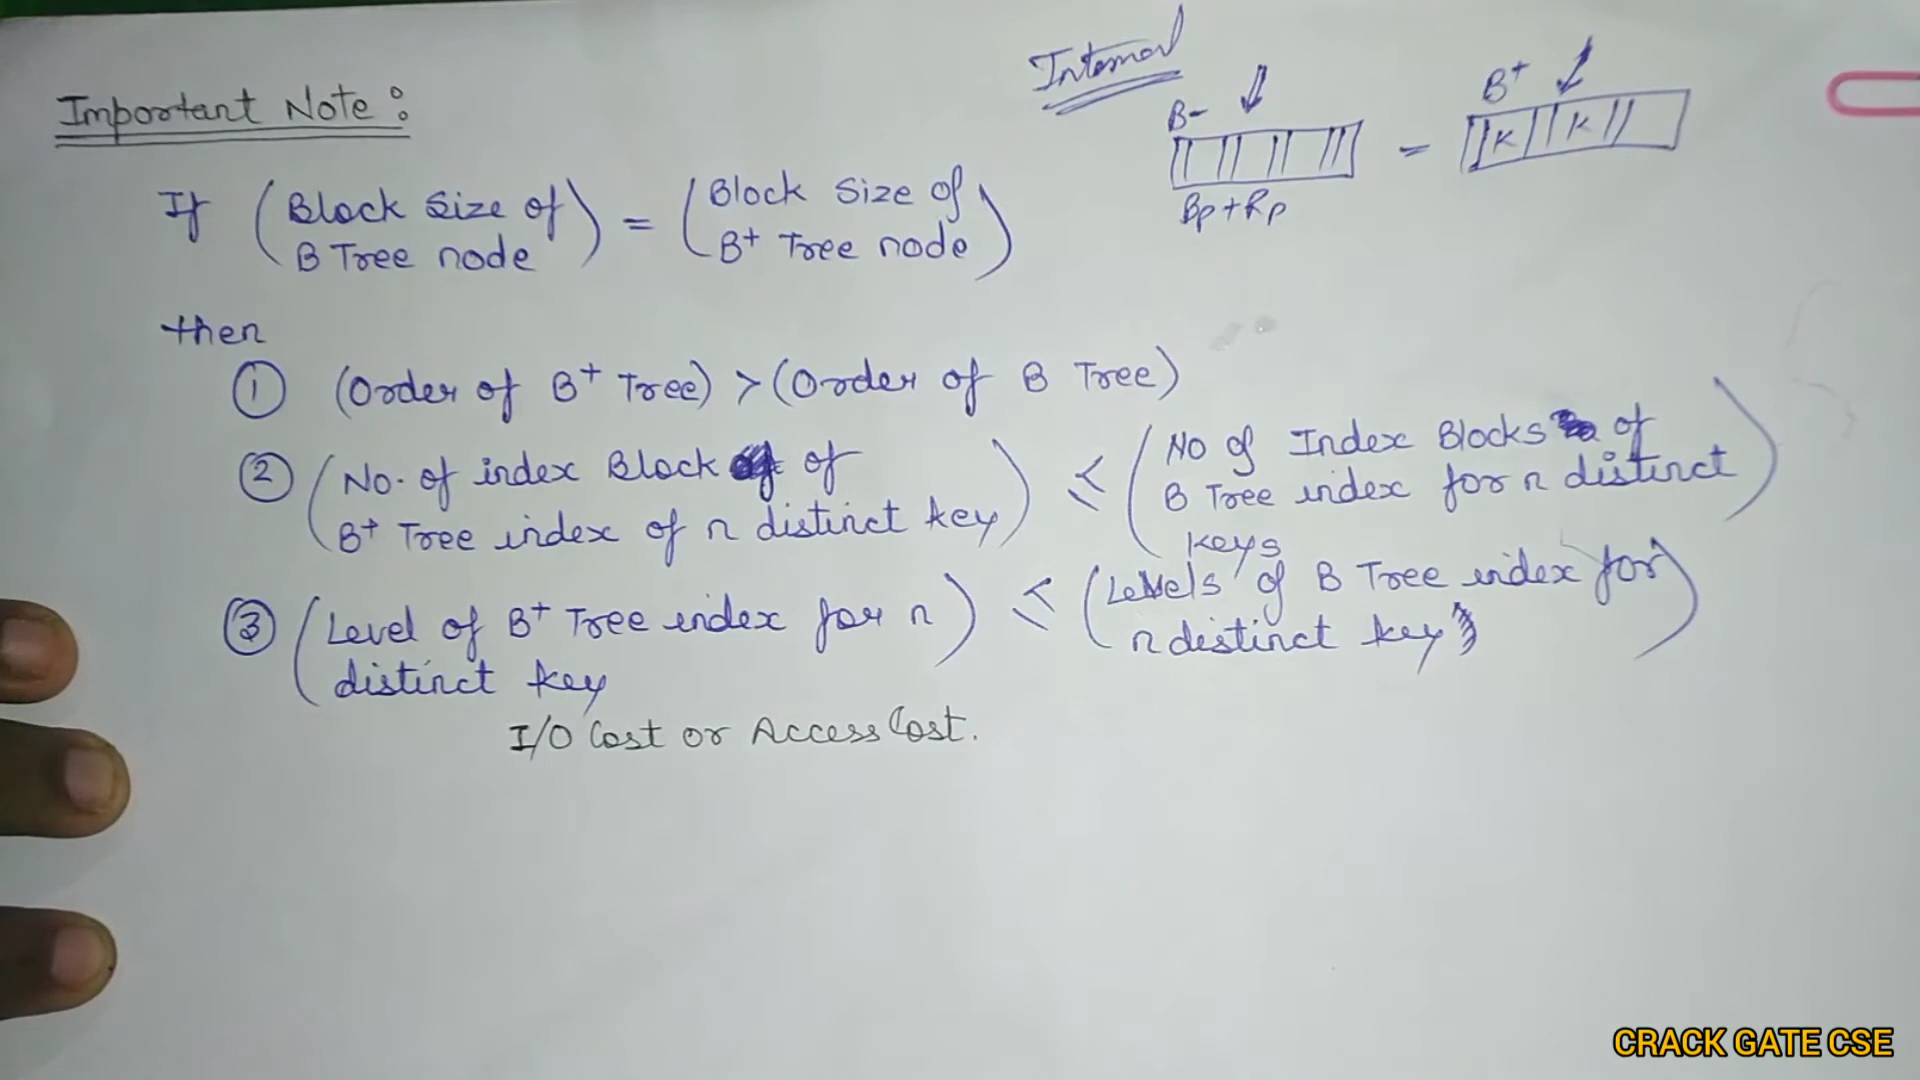 Important Note :
Internal
B-
B+
K K
Bp + Rp
If (Block Size of B Tree node) = (Block Size of B+ Tree node)
then
① (Order of B+ Tree) > (Order of B Tree)
② (No. of index Block of B+ Tree index of n distinct key) ≤ (No of Index Blocks of B Tree index for n distinct keys)
③ (Level of B+ Tree index for n distinct key) ≤ (Levels of B Tree index for n distinct key)
I/O Cost or Access Cost.
CRACK GATE CSE